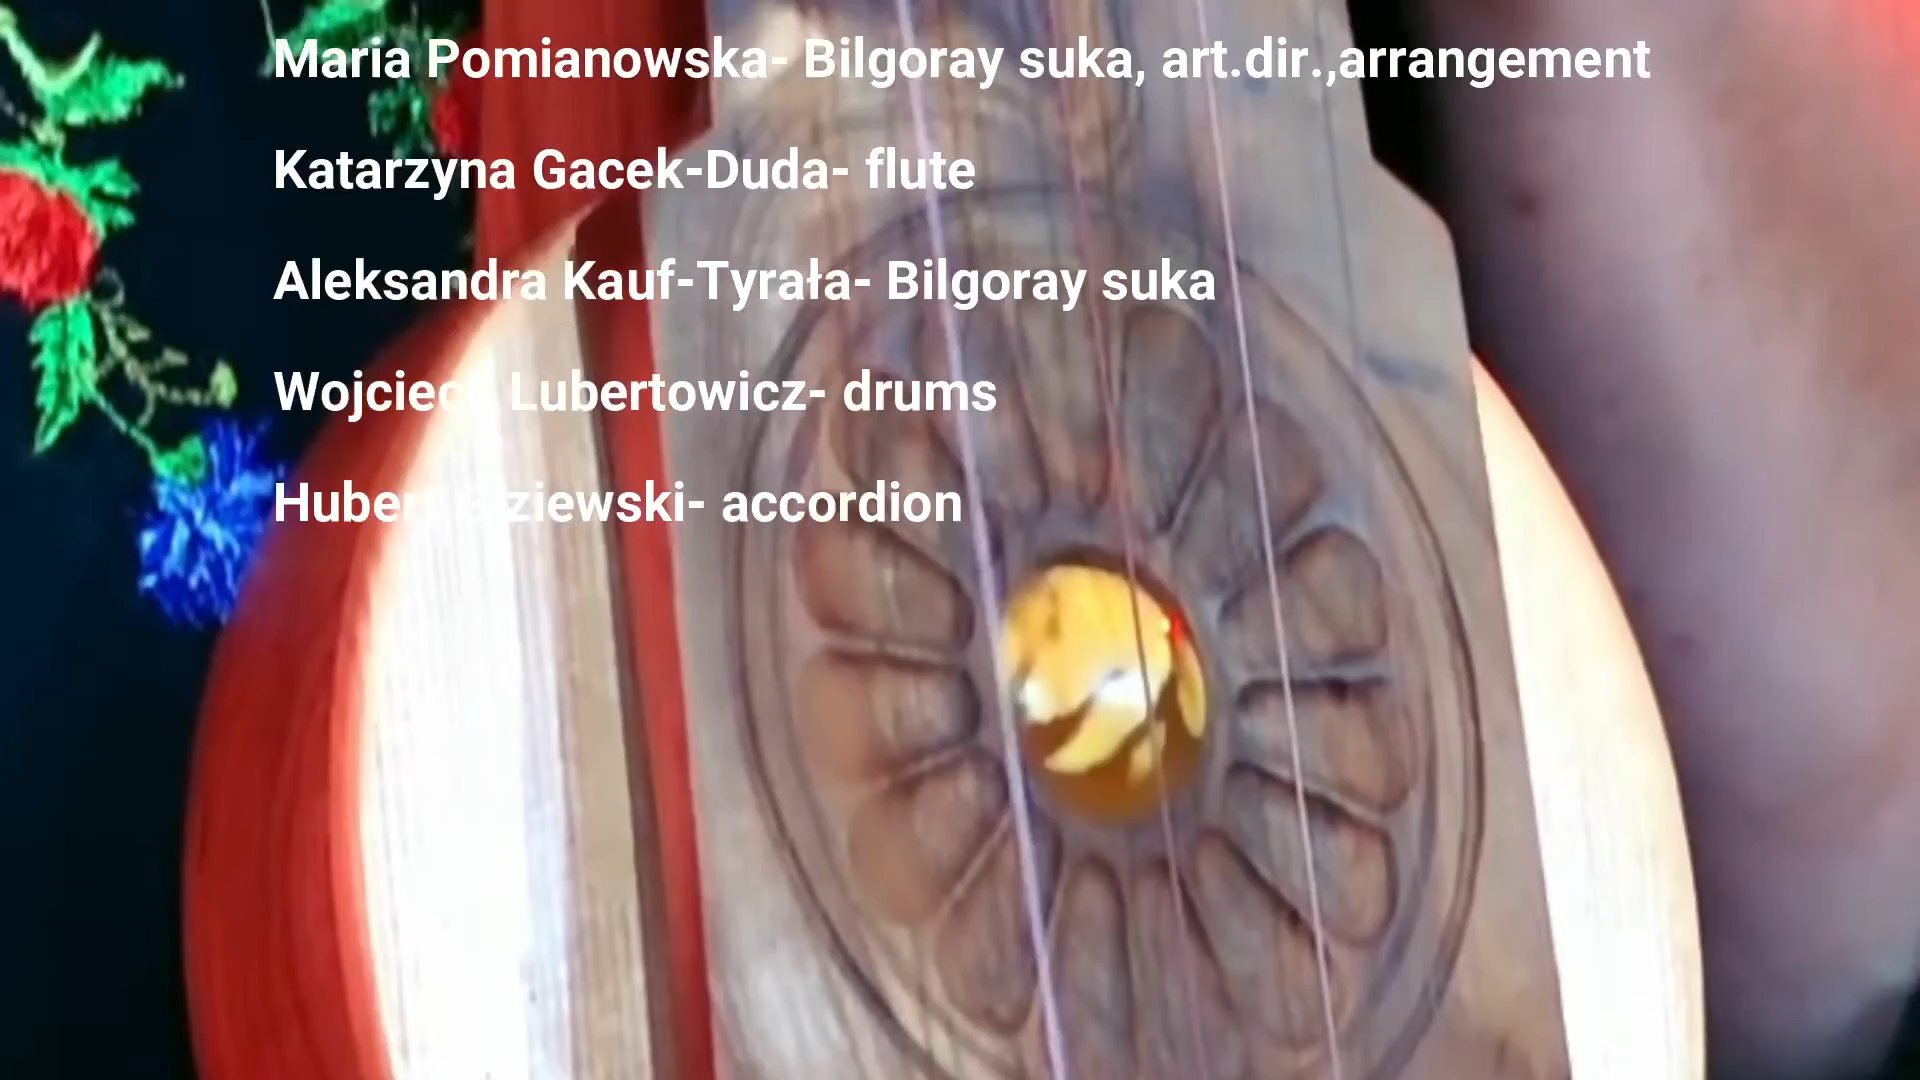 Maria Pomianowska- Bilgoray suka, art.dir.,arrangement
Katarzyna Gacek-Duda- flute
Aleksandra Kauf-Tyrała- Bilgoray suka
Lubertowicz- drums
accordion